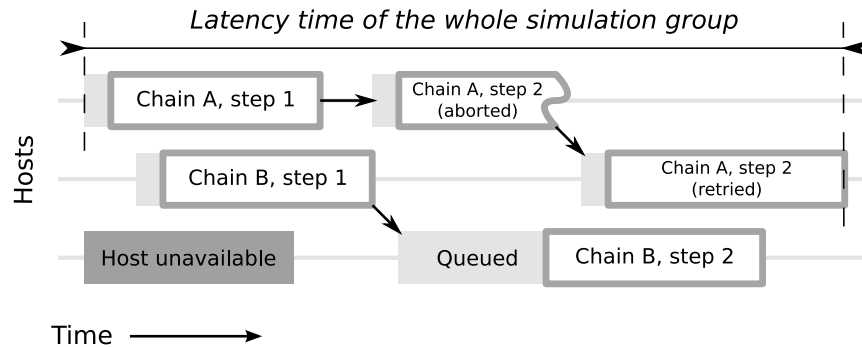 Latency time of the whole simulation group
Chain A, step 1
Chain A, step 2
(aborted)
Hosts
Chain B, step 1
Chain A, step 2
(retried)
Host unavailable
Queued
Chain B, step 2
Time